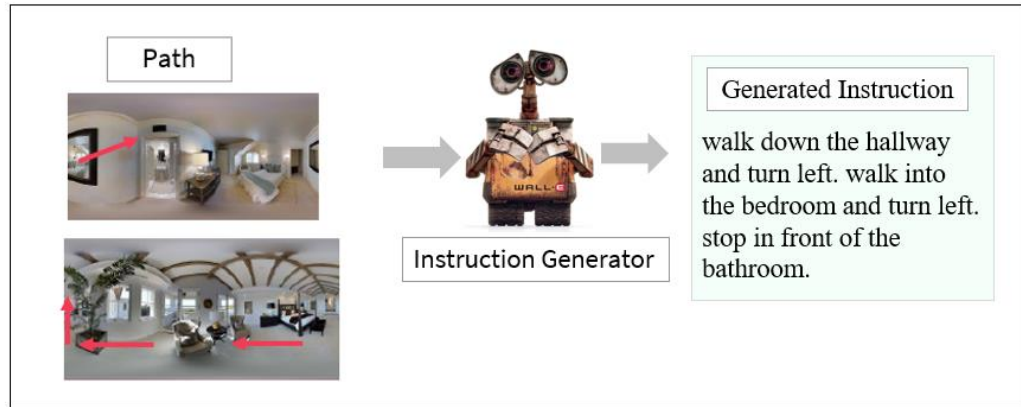 Path
WALL-E
Instruction Generator
Generated Instruction
walk down the hallway
and turn left. walk into
the bedroom and turn left.
stop in front of the
bathroom.